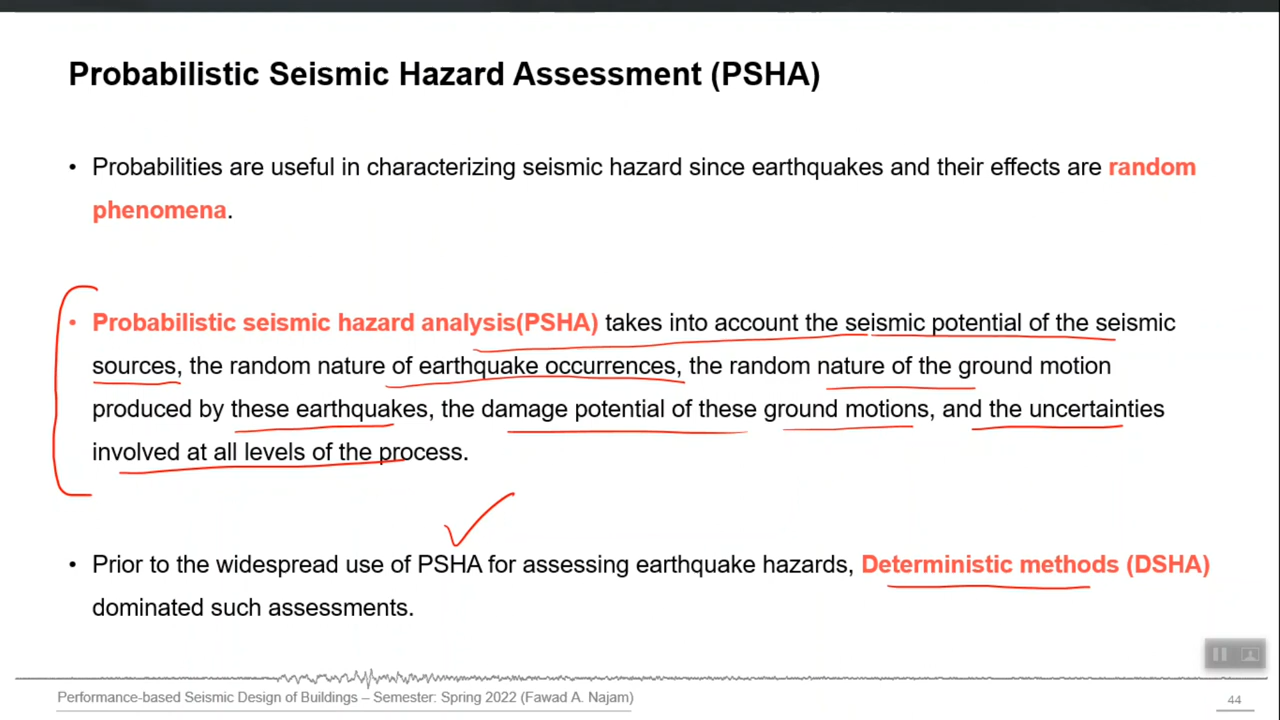 Probabilistic Seismic Hazard Assessment (PSHA)
• Probabilities are useful in characterizing seismic hazard since earthquakes and their effects are random
phenomena.
• Probabilistic seismic hazard analysis(PSHA) takes into account the seismic potential of the seismic
sources, the random nature of earthquake occurrences, the random nature of the ground motion
produced by these earthquakes, the damage potential of these ground motions, and the uncertainties
involved at all levels of the process.
• Prior to the widespread use of PSHA for assessing earthquake hazards, Deterministic methods (DSHA)
dominated such assessments.
Performance-based Seismic Design of Buildings – Semester: Spring 2022 (Fawad A. Najam)
44